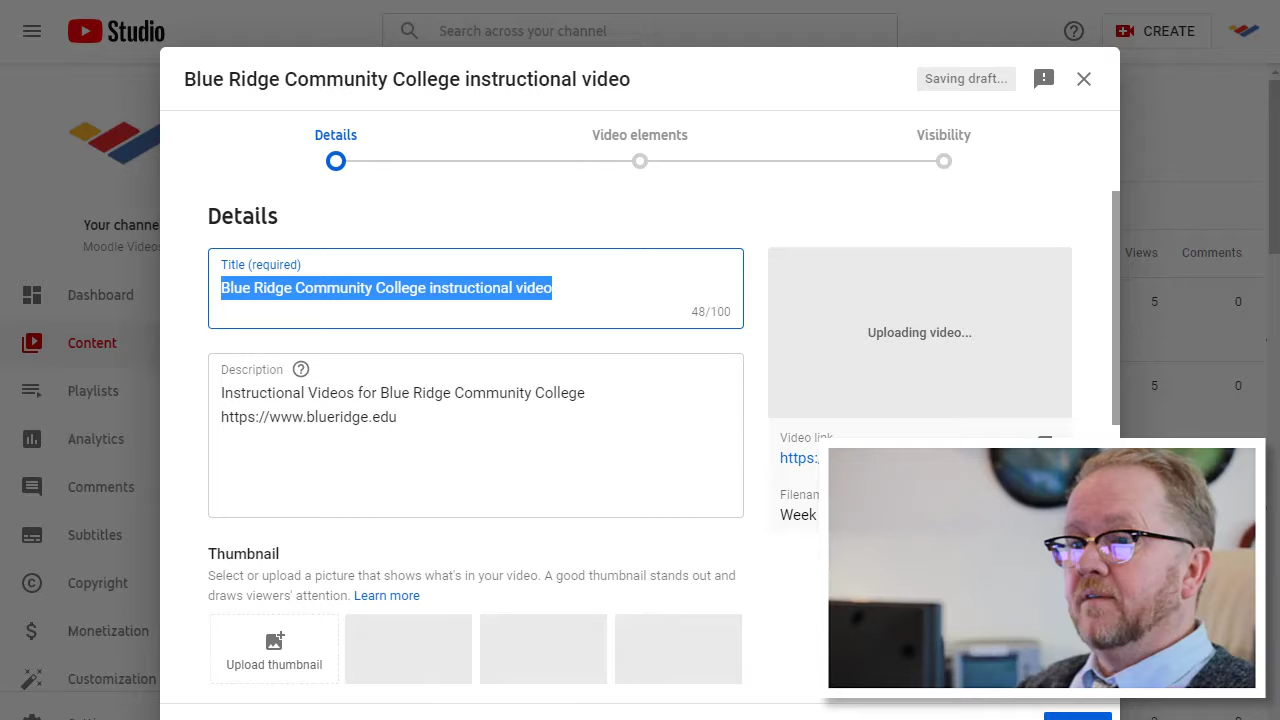 Studio
Search across your channel
CREATE
Blue Ridge Community College instructional video
Saving draft...
Details
Video elements
Visibility
Details
Title (required)
Blue Ridge Community College instructional video
48/100
Description
Instructional Videos for Blue Ridge Community College
https://www.blueridge.edu
Thumbnail
Select or upload a picture that shows what's in your video. A good thumbnail stands out and
draws viewers' attention. Learn more
Upload thumbnail
Uploading video...
Video link
https:/
Filenam
Week
Your channe
Moodle Videos
Dashboard
Content
Playlists
Analytics
Comments
Subtitles
Copyright
Monetization
Customization
Views
Comments
5
0
5
0